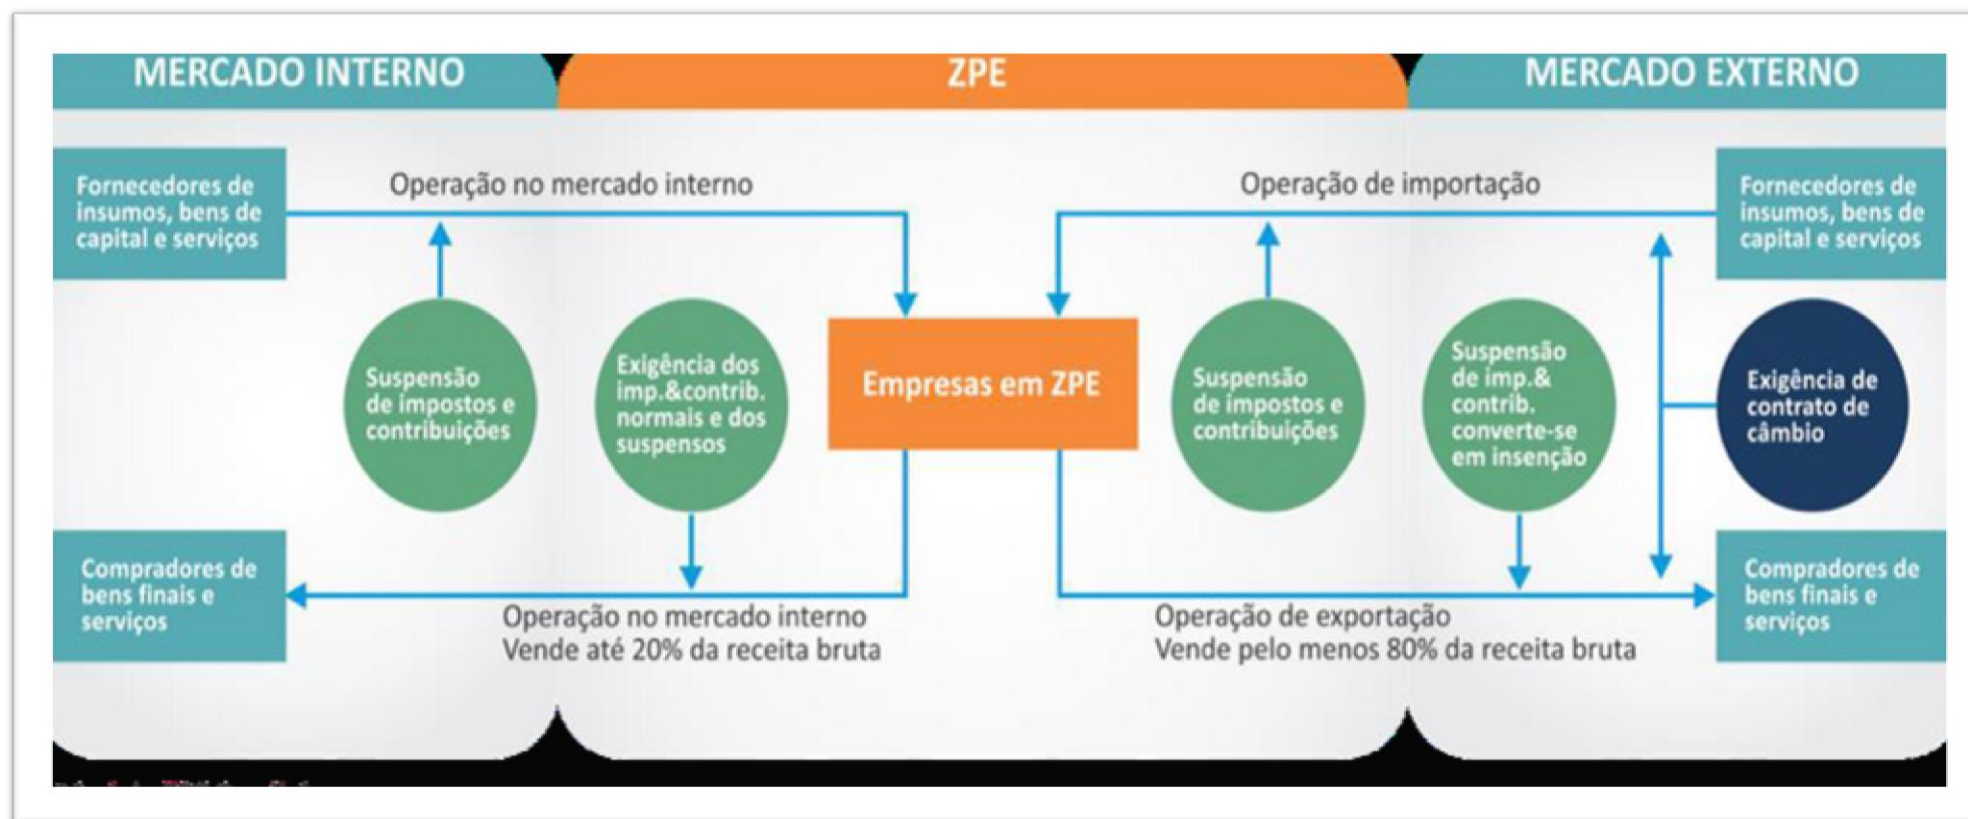 MERCADO INTERNO
ZPE
MERCADO EXTERNO
Fornecedores de
insumos, bens de
capital e serviços
Operação no mercado interno
Operação de importação
Fornecedores de
insumos, bens de
capital e serviços
Suspensão
de impostos e
contribuições
Exigência dos
imp.&contrib.
normais e dos
suspensos
Empresas em ZPE
Suspensão
de impostos e
contribuições
Suspensão
de imp.&
contrib.
converte-se
em insenção
Exigência de
contrato de
câmbio
Compradores de
bens finais e
serviços
Operação no mercado interno
Vende até 20% da receita bruta
Operação de exportação
Vende pelo menos 80% da receita bruta
Compradores de
bens finais e
serviços